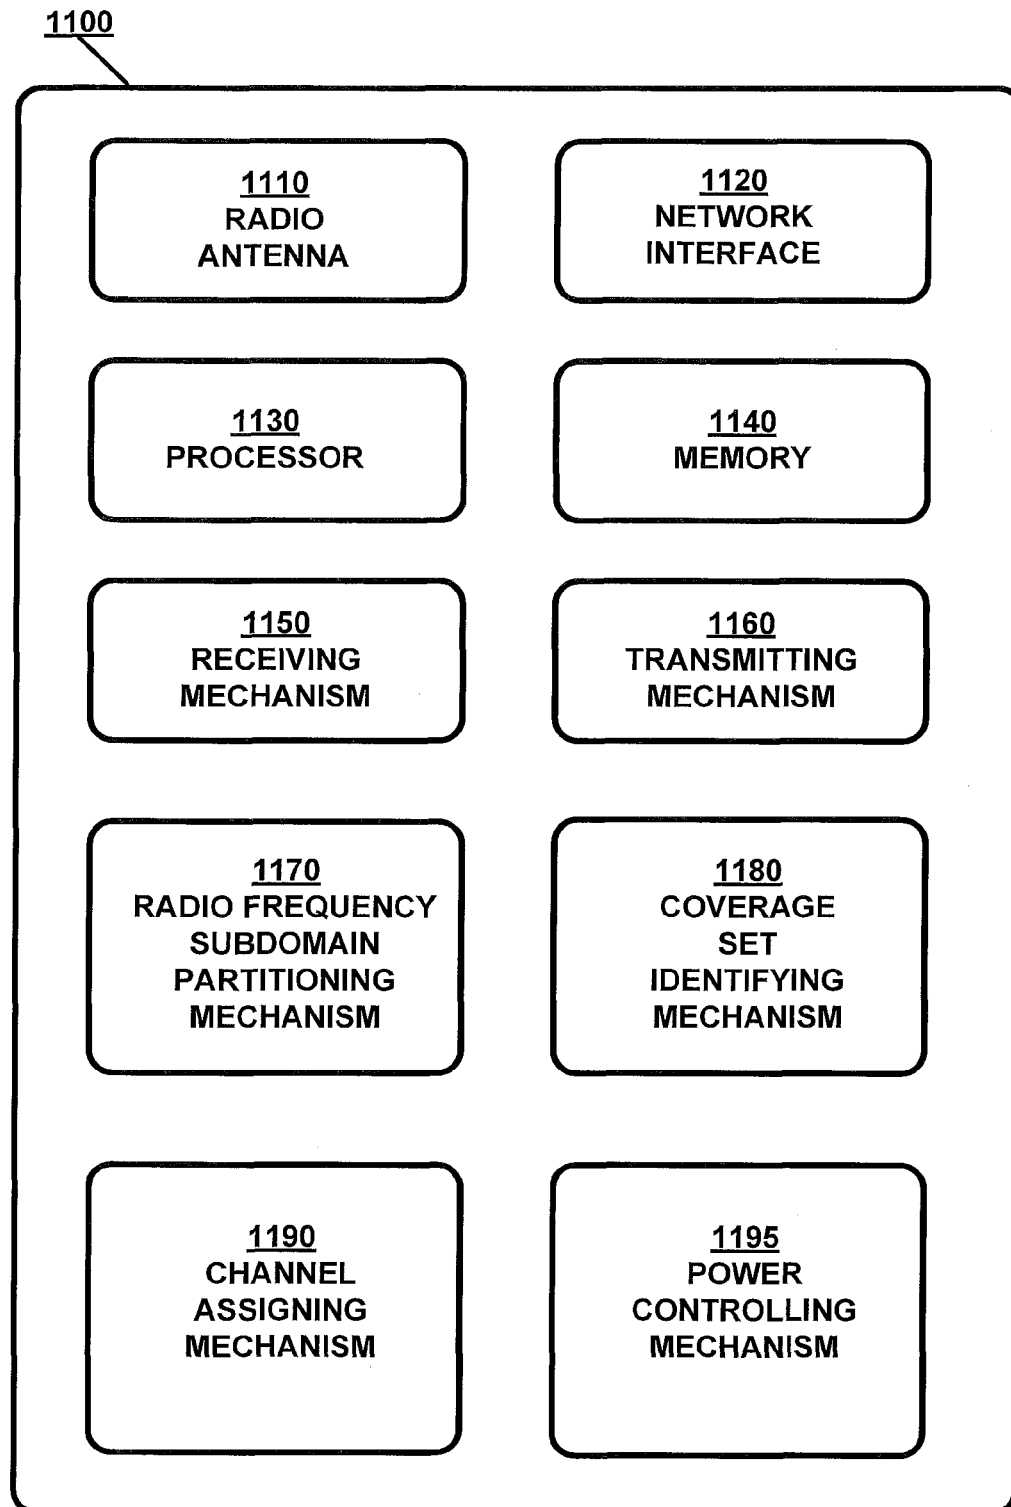 1100
1110
RADIO
ANTENNA
1120
NETWORK
INTERFACE
1130
PROCESSOR
1140
MEMORY
1150
RECEIVING
MECHANISM
1160
TRANSMITTING
MECHANISM
1170
RADIO FREQUENCY
SUBDOMAIN
PARTITIONING
MECHANISM
1180
COVERAGE
SET
IDENTIFYING
MECHANISM
1190
CHANNEL
ASSIGNING
MECHANISM
1195
POWER
CONTROLLING
MECHANISM